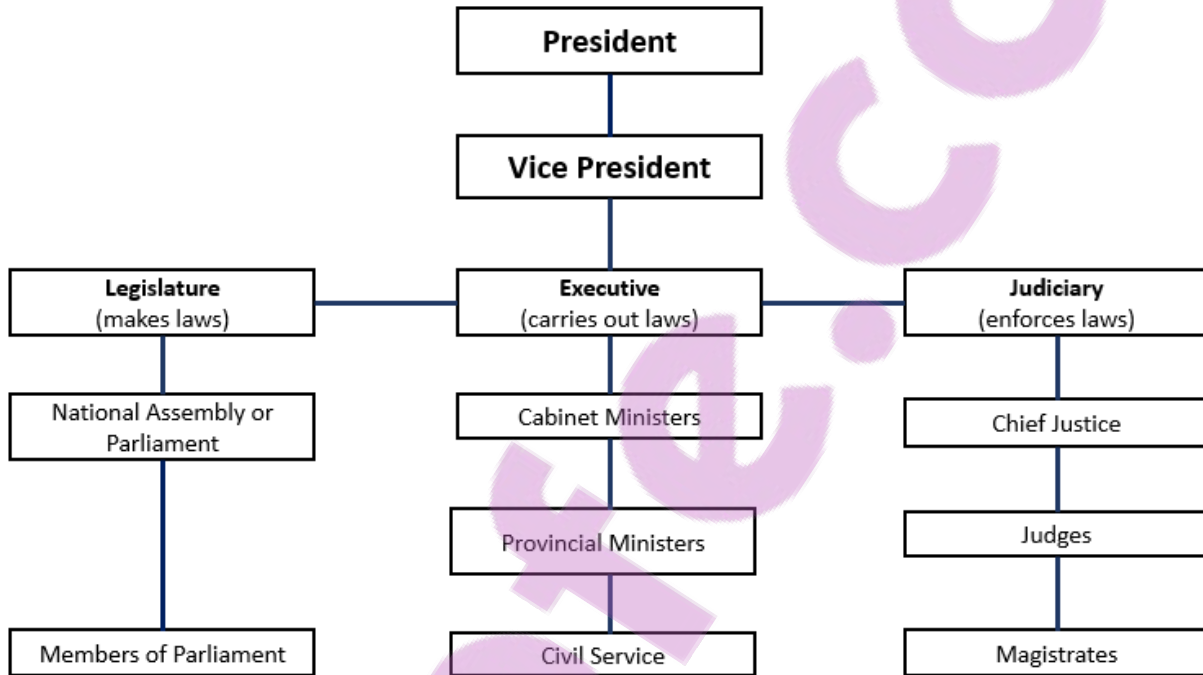 President
Vice President
Legislature
(makes laws)
Executive
(carries out laws)
Judiciary
(enforces laws)
National Assembly or
Parliament
Cabinet Ministers
Chief Justice
Provincial Ministers
Judges
Members of Parliament
Civil Service
Magistrates